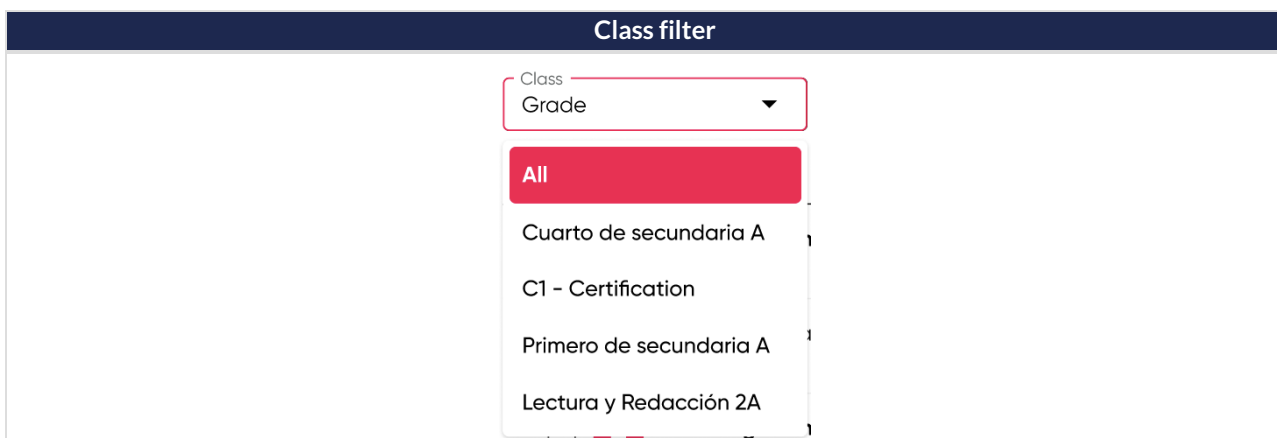 Class filter
Class
Grade
All
Cuarto de secundaria A
C1 - Certification
Primero de secundaria A
Lectura y Redacción 2A